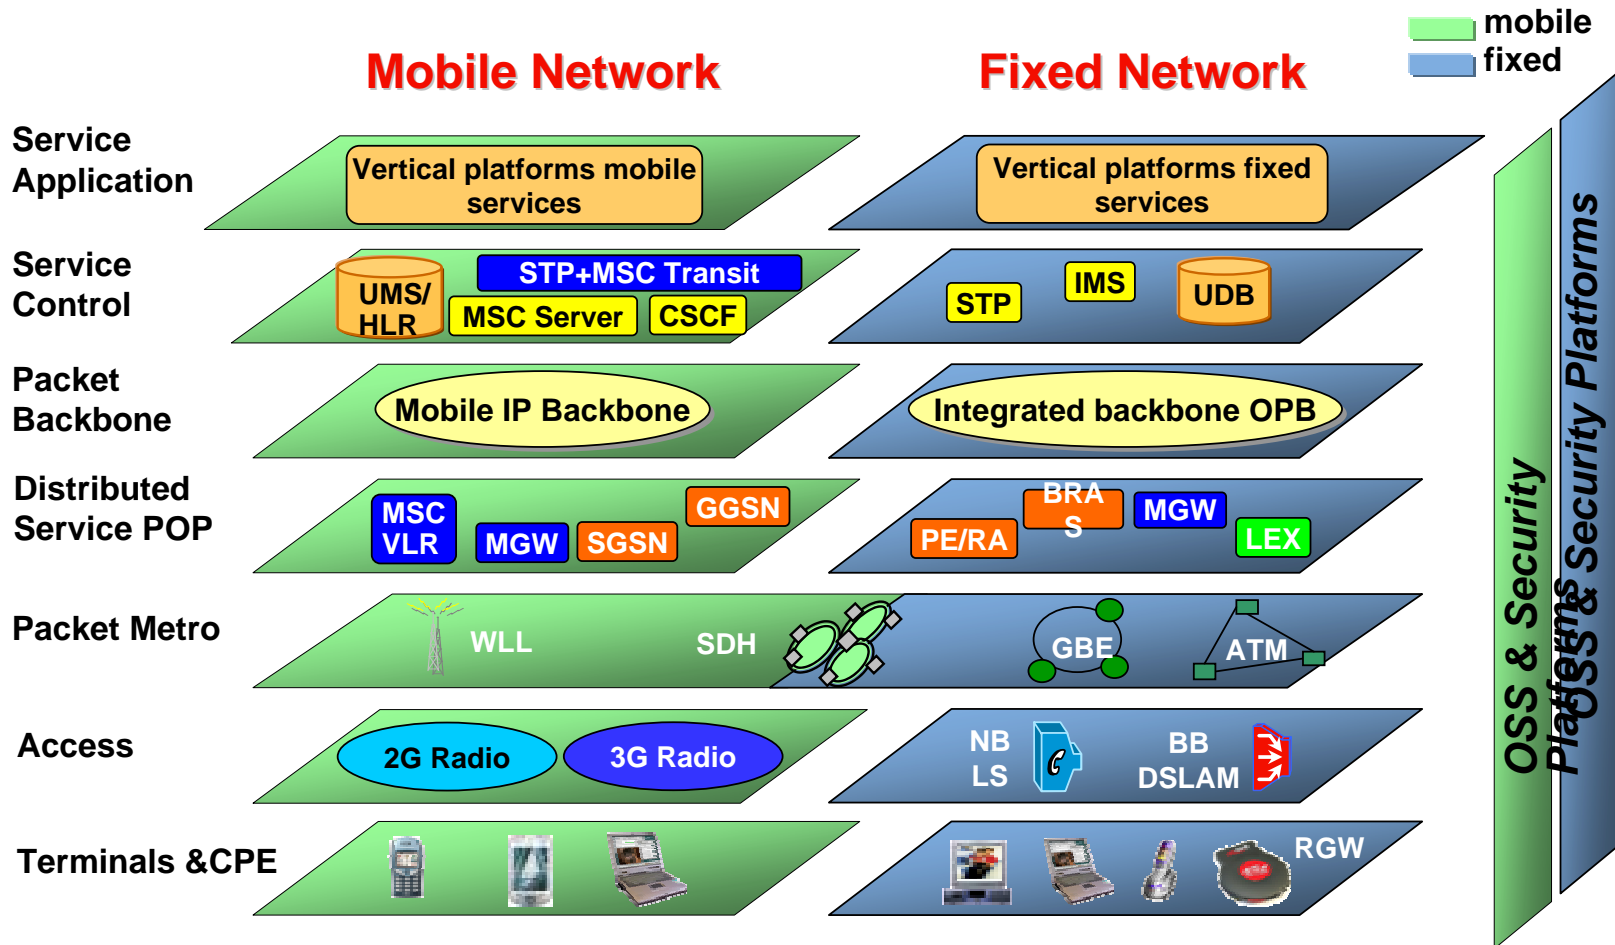 mobile
fixed
Mobile Network
Fixed Network
Service
Application
Vertical platforms mobile
services
Vertical platforms fixed
services
Service
Control
UMS/
HLR
STP+MSC Transit
MSC Server
CSCF
STP
IMS
UDB
Packet
Backbone
Mobile IP Backbone
Integrated backbone OPB
Distributed
Service POP
MSC
VLR
MGW
SGSN
GGSN
PE/RA
BRA
S
MGW
LEX
Packet Metro
WLL
SDH
GBE
ATM
Access
2G Radio
3G Radio
NB
LS
BB
DSLAM
Terminals &CPE
RGW
OSS & Security
Platforms
OSS & Security Platforms